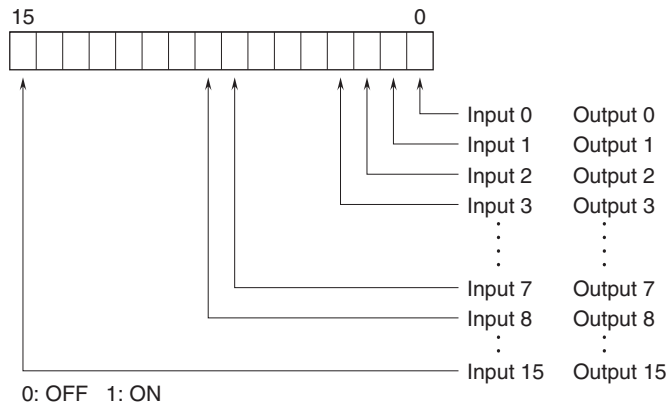 15 0
Input 0 Output 0
Input 1 Output 1
Input 2 Output 2
Input 3 Output 3
Input 7 Output 7
Input 8 Output 8
Input 15 Output 15
0: OFF 1: ON